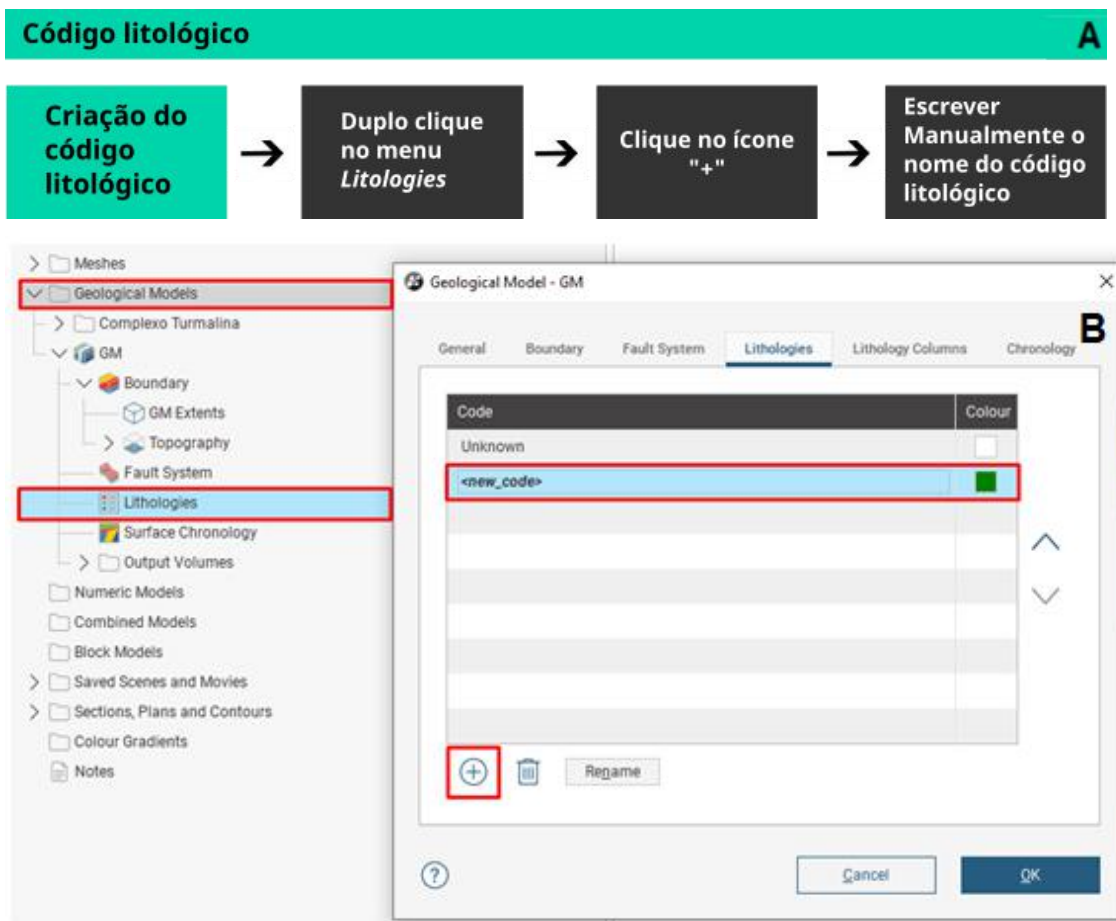 Código litológico
A
Criação do
código
litológico
Duplo clique
no menu
Litologies
Clique no ícone
"+"
Escrever
Manualmente o
nome do código
litológico
Meshes
Geological Models
Complexo Turmalina
GM
Boundary
GM Extents
Topography
Fault System
Lithologies
Surface Chronology
Output Volumes
Numeric Models
Combined Models
Block Models
Saved Scenes and Movies
Sections, Plans and Contours
Colour Gradients
Notes
Geological Model - GM
B
General Boundary Fault System Lithologies Lithology Columns Chronology
Code Colour
Unknown
<new_code>
Rename
?
Cancel OK